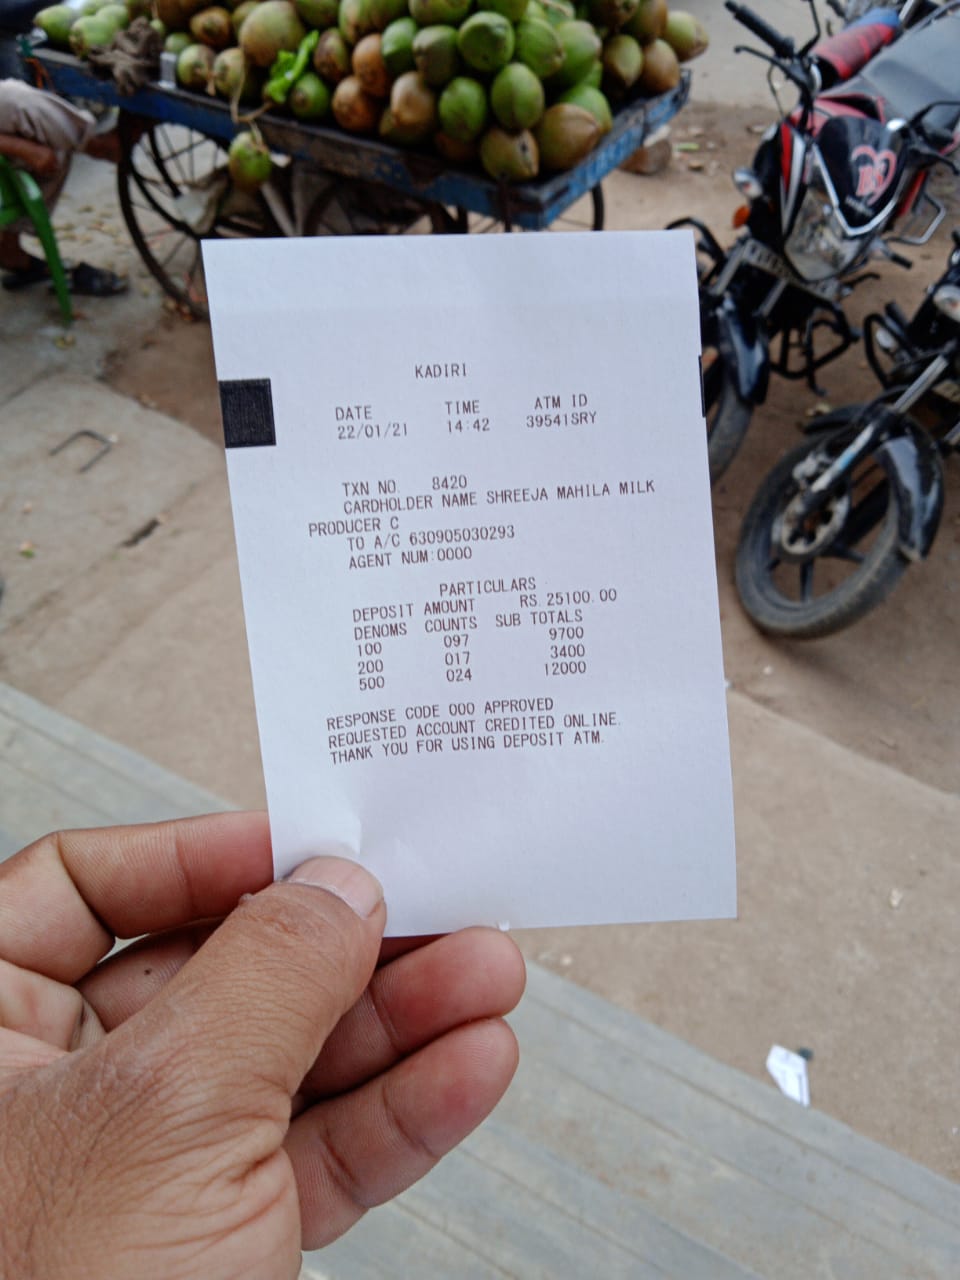 KADIRI
DATE TIME ATM ID
22/01/21 14:42 39541SRY
TXN NO. 8420
CARDHOLDER NAME SHREEJA MAHILA MILK
PRODUCER C
TO A/C 630905030293
AGENT NUM:0000
PARTICULARS
DEPOSIT AMOUNT RS.25100.00
DENOMS COUNTS SUB TOTALS
100 097 9700
200 017 3400
500 024 12000
RESPONSE CODE 000 APPROVED
REQUESTED ACCOUNT CREDITED ONLINE.
THANK YOU FOR USING DEPOSIT ATM.